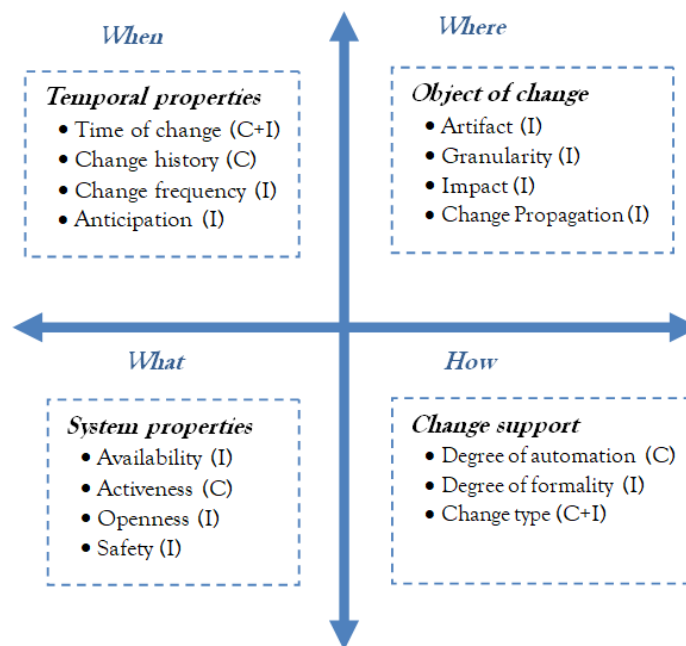 When
Temporal properties
• Time of change (C+I)
• Change history (C)
• Change frequency (I)
• Anticipation (I)
Where
Object of change
• Artifact (I)
• Granularity (I)
• Impact (I)
• Change Propagation (I)
What
System properties
• Availability (I)
• Activeness (C)
• Openness (I)
• Safety (I)
How
Change support
• Degree of automation (C)
• Degree of formality (I)
• Change type (C+I)